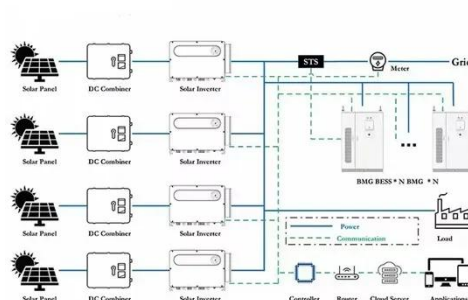 STS
Meter
Gri
Solar Panel DC Combiner Solar Inverter
Solar Panel DC Combiner Solar Inverter
BMG BESS * N BMG * N
Solar Panel DC Combiner Solar Inverter
Power
Communication
Load
Solar Panel DC Combiner Solar Inverter
Controller Router Cloud Server Applications